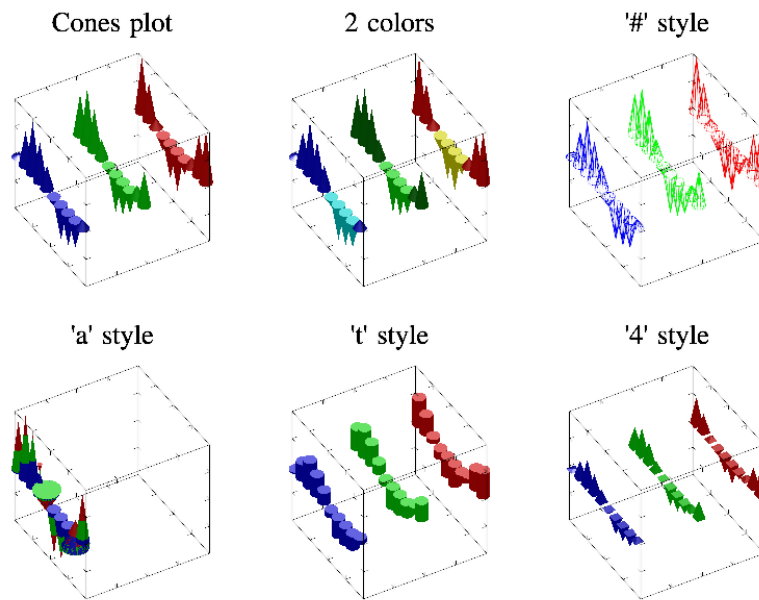 Cones plot
2 colors
'#' style
'a' style
't' style
'4' style